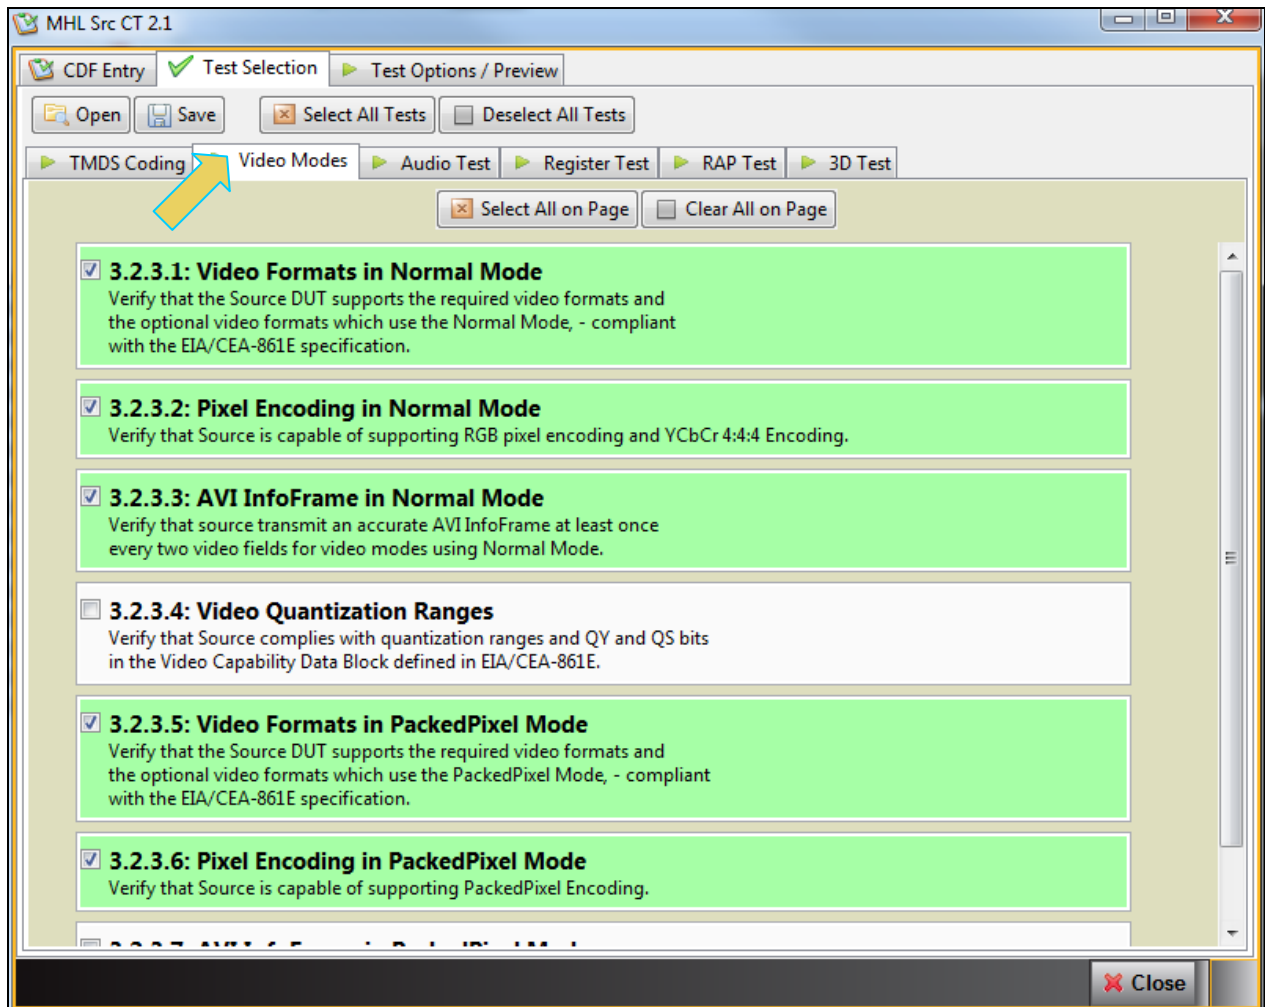 MHL Src CT 2.1
CDF Entry
Test Selection
Test Options / Preview
Open
Save
Select All Tests
Deselect All Tests
TMDS Coding
Video Modes
Audio Test
Register Test
RAP Test
3D Test
Select All on Page
Clear All on Page
3.2.3.1: Video Formats in Normal Mode
Verify that the Source DUT supports the required video formats and
the optional video formats which use the Normal Mode, - compliant
with the EIA/CEA-861E specification.
3.2.3.2: Pixel Encoding in Normal Mode
Verify that Source is capable of supporting RGB pixel encoding and YCbCr 4:4:4 Encoding.
3.2.3.3: AVI InfoFrame in Normal Mode
Verify that source transmit an accurate AVI InfoFrame at least once
every two video fields for video modes using Normal Mode.
3.2.3.4: Video Quantization Ranges
Verify that Source complies with quantization ranges and QY and QS bits
in the Video Capability Data Block defined in EIA/CEA-861E.
3.2.3.5: Video Formats in PackedPixel Mode
Verify that the Source DUT supports the required video formats and
the optional video formats which use the PackedPixel Mode, - compliant
with the EIA/CEA-861E specification.
3.2.3.6: Pixel Encoding in PackedPixel Mode
Verify that Source is capable of supporting PackedPixel Encoding.
3.2.3.7: AVI InfoFrame in PackedPixel Mode
Close